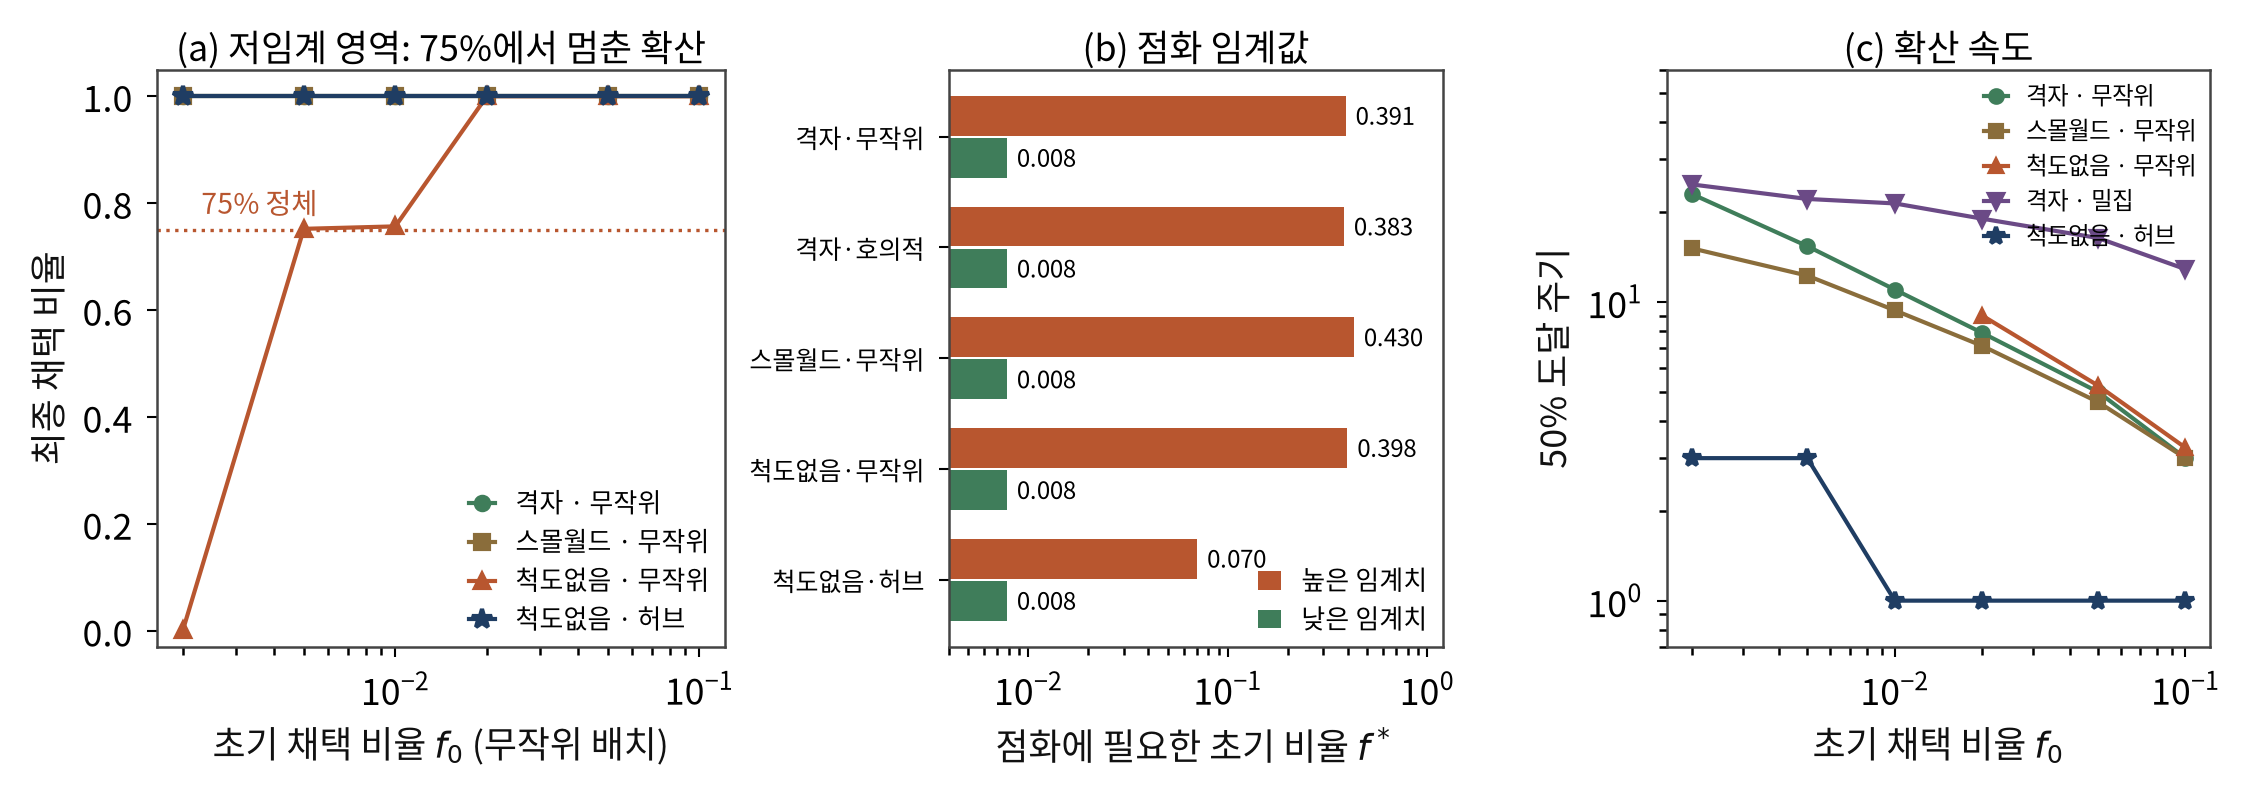 (a) 저임계 영역: 75%에서 멈춘 확산
최종 채택 비율
1.0
0.8
0.6
0.4
0.2
0.0
75% 정체
격자 · 무작위
스몰월드 · 무작위
척도없음 · 무작위
척도없음 · 허브
10⁻²
10⁻¹
초기 채택 비율 f₀ (무작위 배치)
(b) 점화 임계값
격자·무작위
0.391
0.008
격자·호의적
0.383
0.008
스몰월드·무작위
0.430
0.008
척도없음·무작위
0.398
0.008
척도없음·허브
0.070
0.008
높은 임계치
낮은 임계치
10⁻²
10⁻¹
10⁰
점화에 필요한 초기 비율 f*
(c) 확산 속도
50% 도달 주기
10¹
10⁰
격자 · 무작위
스몰월드 · 무작위
척도없음 · 무작위
격자 · 밀집
척도없음 · 허브
10⁻²
10⁻¹
초기 채택 비율 f₀